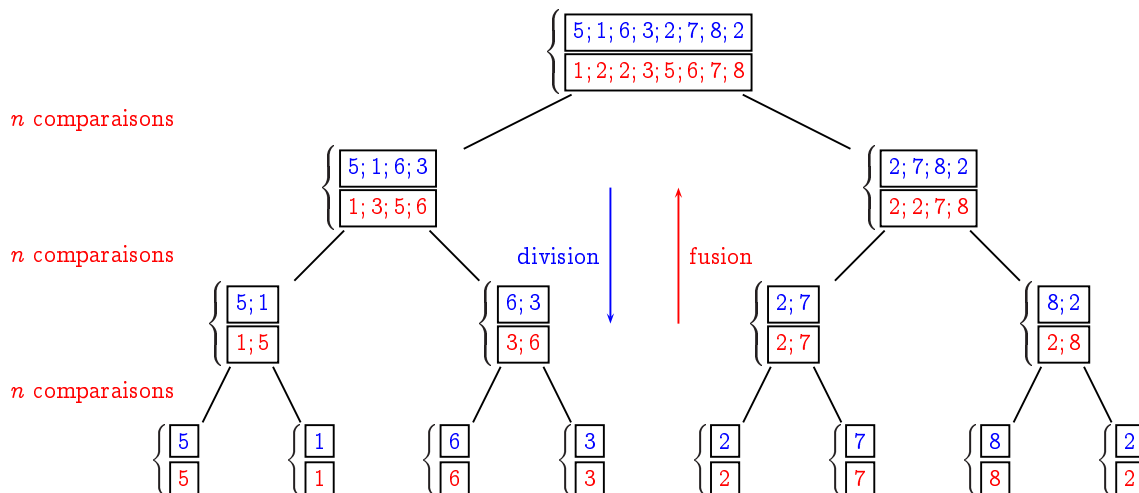 5; 1; 6; 3; 2; 7; 8; 2
1; 2; 2; 3; 5; 6; 7; 8
n comparaisons
5; 1; 6; 3
1; 3; 5; 6
2; 7; 8; 2
2; 2; 7; 8
n comparaisons
division
fusion
5; 1
1; 5
6; 3
3; 6
2; 7
2; 7
8; 2
2; 8
n comparaisons
5
5
1
1
6
6
3
3
2
2
7
7
8
8
2
2